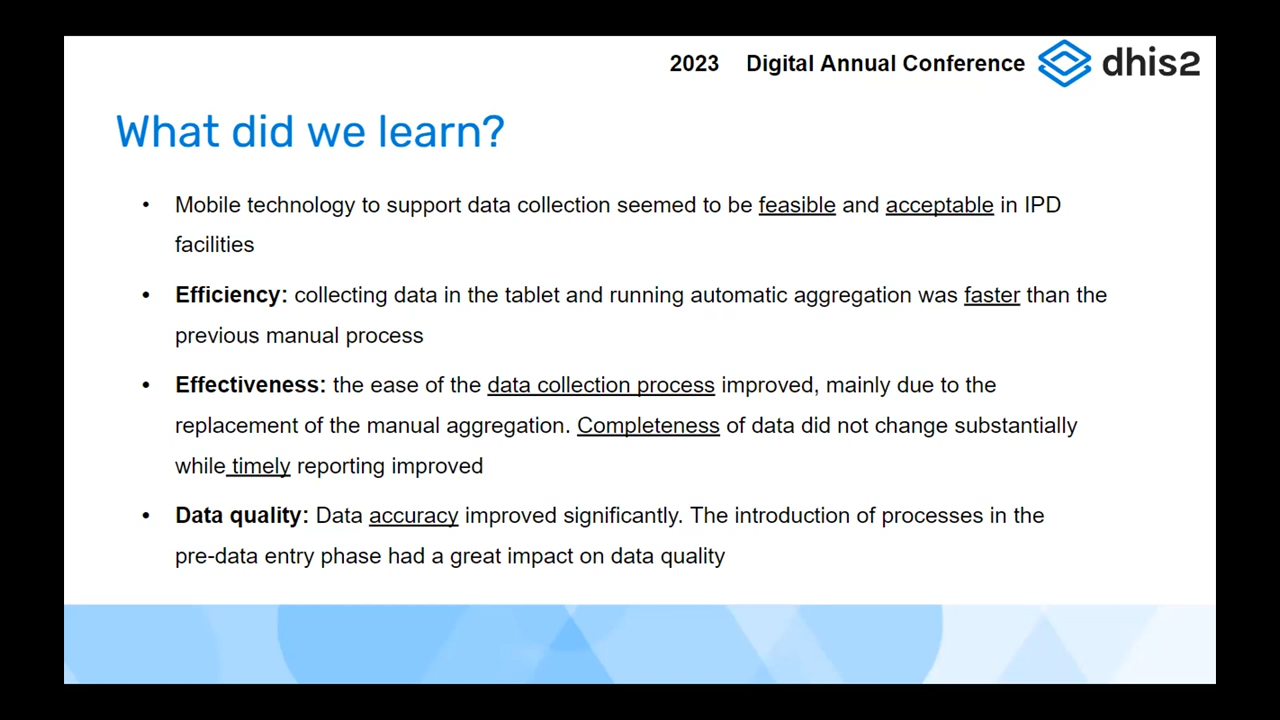 2023 Digital Annual Conference dhis2
What did we learn?
• Mobile technology to support data collection seemed to be feasible and acceptable in IPD
facilities
• Efficiency: collecting data in the tablet and running automatic aggregation was faster than the
previous manual process
• Effectiveness: the ease of the data collection process improved, mainly due to the
replacement of the manual aggregation. Completeness of data did not change substantially
while timely reporting improved
• Data quality: Data accuracy improved significantly. The introduction of processes in the
pre-data entry phase had a great impact on data quality